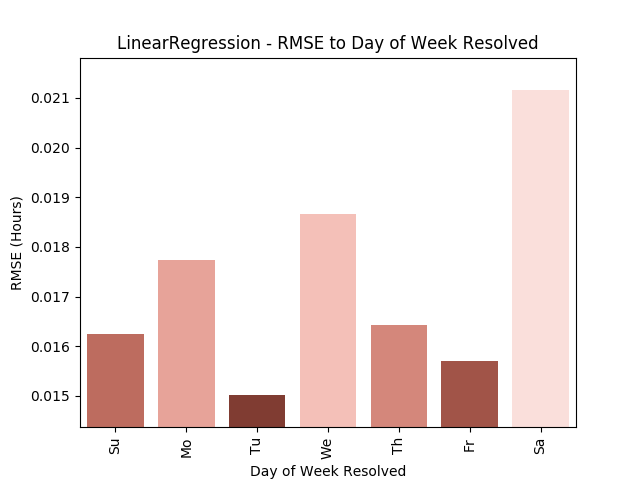 LinearRegression - RMSE to Day of Week Resolved
0.021
0.020
0.019
0.018
0.017
0.016
0.015
RMSE (Hours)
Su
Mo
Tu
We
Th
Fr
Sa
Day of Week Resolved